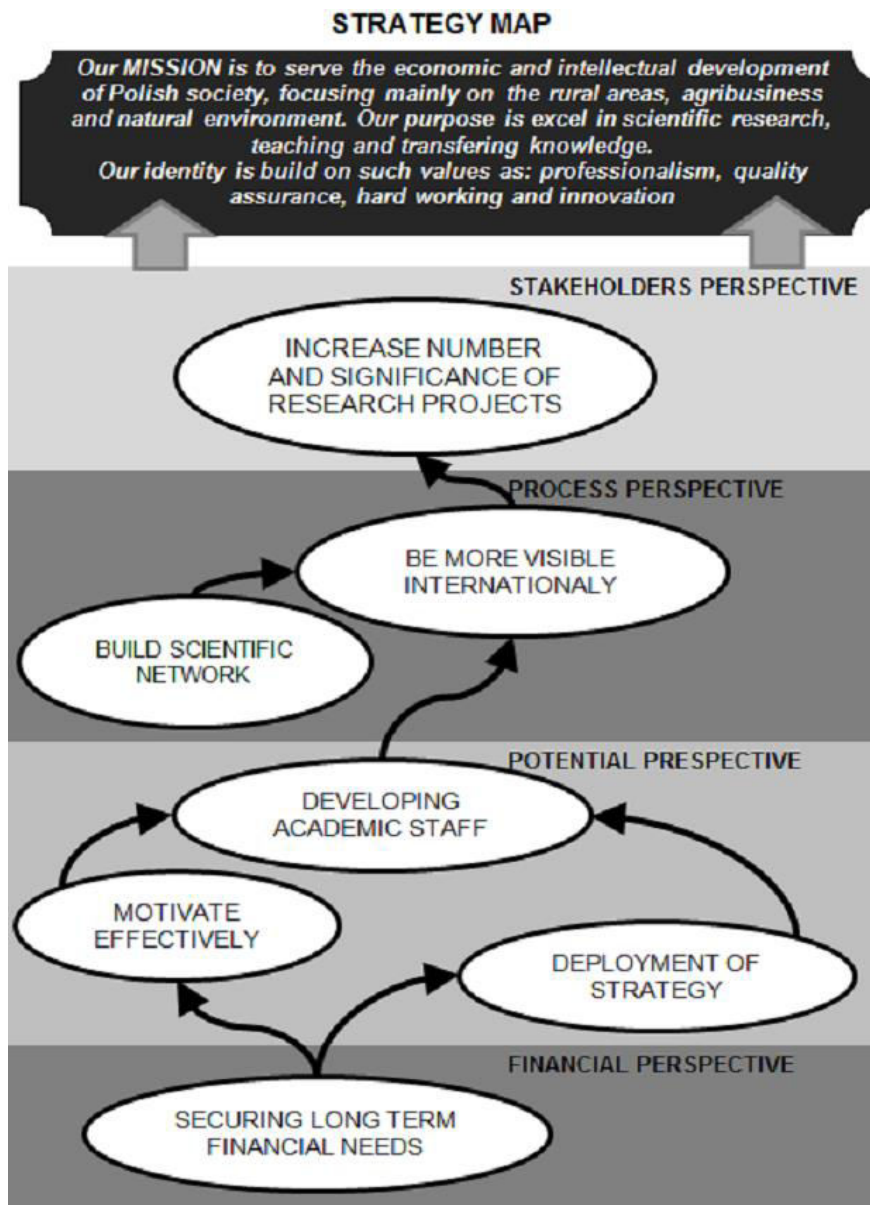 STRATEGY MAP
Our MISSION is to serve the economic and intellectual development
of Polish society, focusing mainly on the rural areas, agribusiness
and natural environment. Our purpose is excel in scientific research,
teaching and transfering knowledge.
Our identity is build on such values as: professionalism, quality
assurance, hard working and innovation
STAKEHOLDERS PERSPECTIVE
INCREASE NUMBER
AND SIGNIFICANCE OF
RESEARCH PROJECTS
PROCESS PERSPECTIVE
BE MORE VISIBLE
INTERNATIONALY
BUILD SCIENTIFIC
NETWORK
POTENTIAL PRESPECTIVE
DEVELOPING
ACADEMIC STAFF
MOTIVATE
EFFECTIVELY
DEPLOYMENT OF
STRATEGY
FINANCIAL PERSPECTIVE
SECURING LONG TERM
FINANCIAL NEEDS